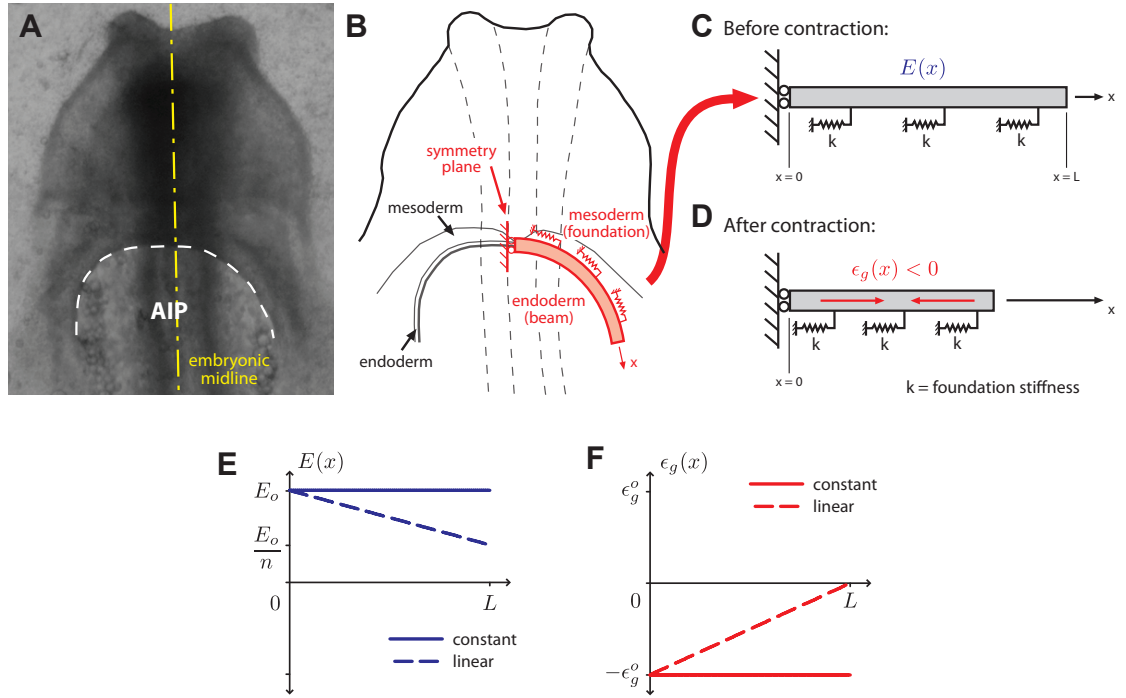 A
AIP
embryonic
midline
B
symmetry
plane
mesoderm
mesoderm
(foundation)
endoderm
(beam)
endoderm
x
C Before contraction:
E(x)
x
k
k
k
x = 0
x = L
D After contraction:
ϵ_g(x) < 0
x
k
k
k
x = 0
k = foundation stiffness
E
E(x)
E_o
E_o
n
0
L
constant
linear
F
ϵ_g(x)
ϵ_g^o
constant
linear
0
L
−ϵ_g^o